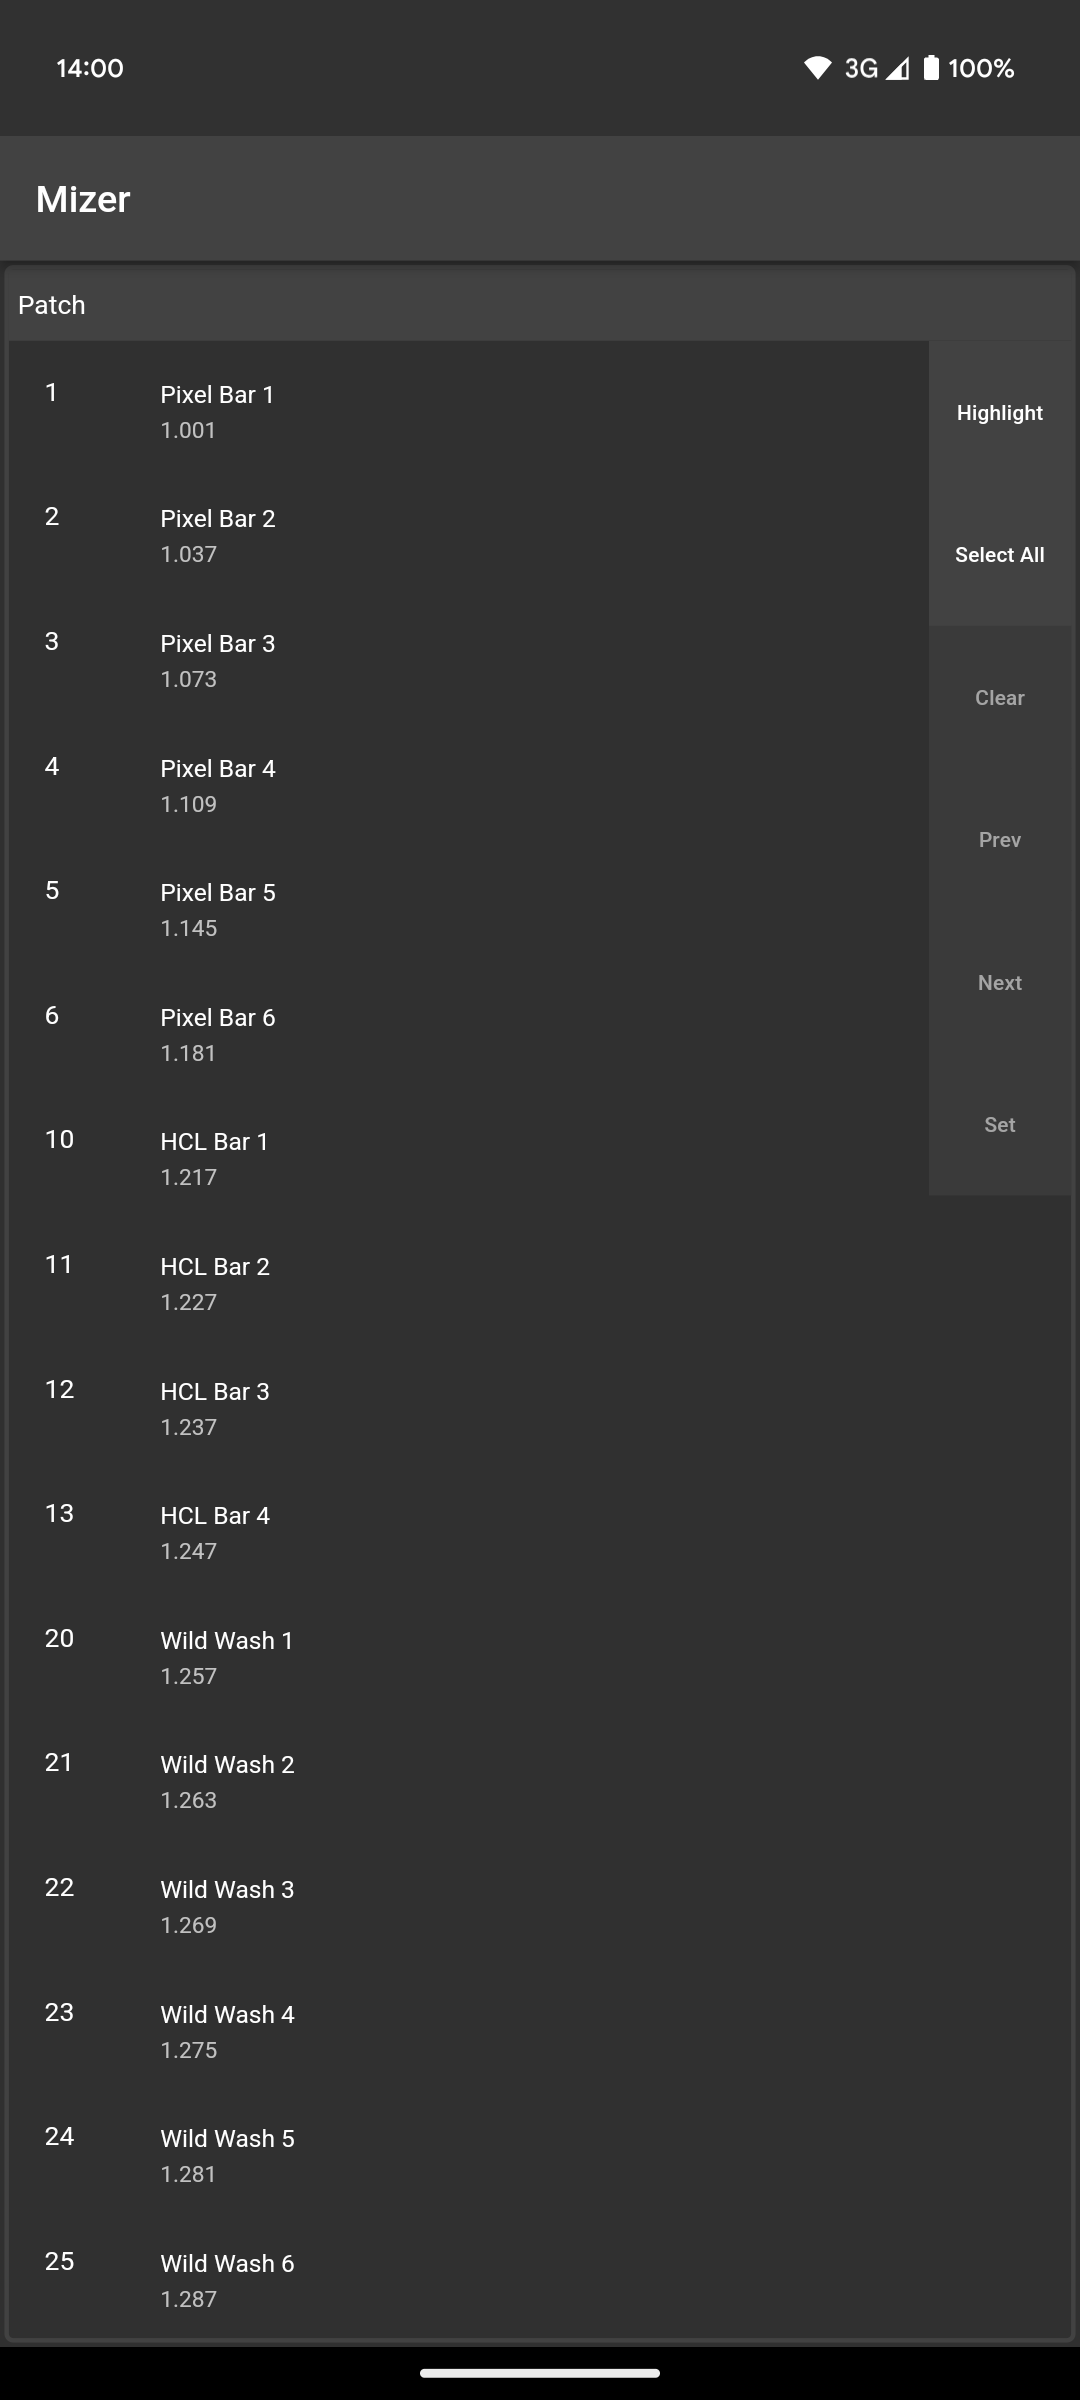 14:00
3G 100%
Mizer
Patch
1
Pixel Bar 1
1.001
2
Pixel Bar 2
1.037
3
Pixel Bar 3
1.073
4
Pixel Bar 4
1.109
5
Pixel Bar 5
1.145
6
Pixel Bar 6
1.181
10
HCL Bar 1
1.217
11
HCL Bar 2
1.227
12
HCL Bar 3
1.237
13
HCL Bar 4
1.247
20
Wild Wash 1
1.257
21
Wild Wash 2
1.263
22
Wild Wash 3
1.269
23
Wild Wash 4
1.275
24
Wild Wash 5
1.281
25
Wild Wash 6
1.287
Highlight
Select All
Clear
Prev
Next
Set